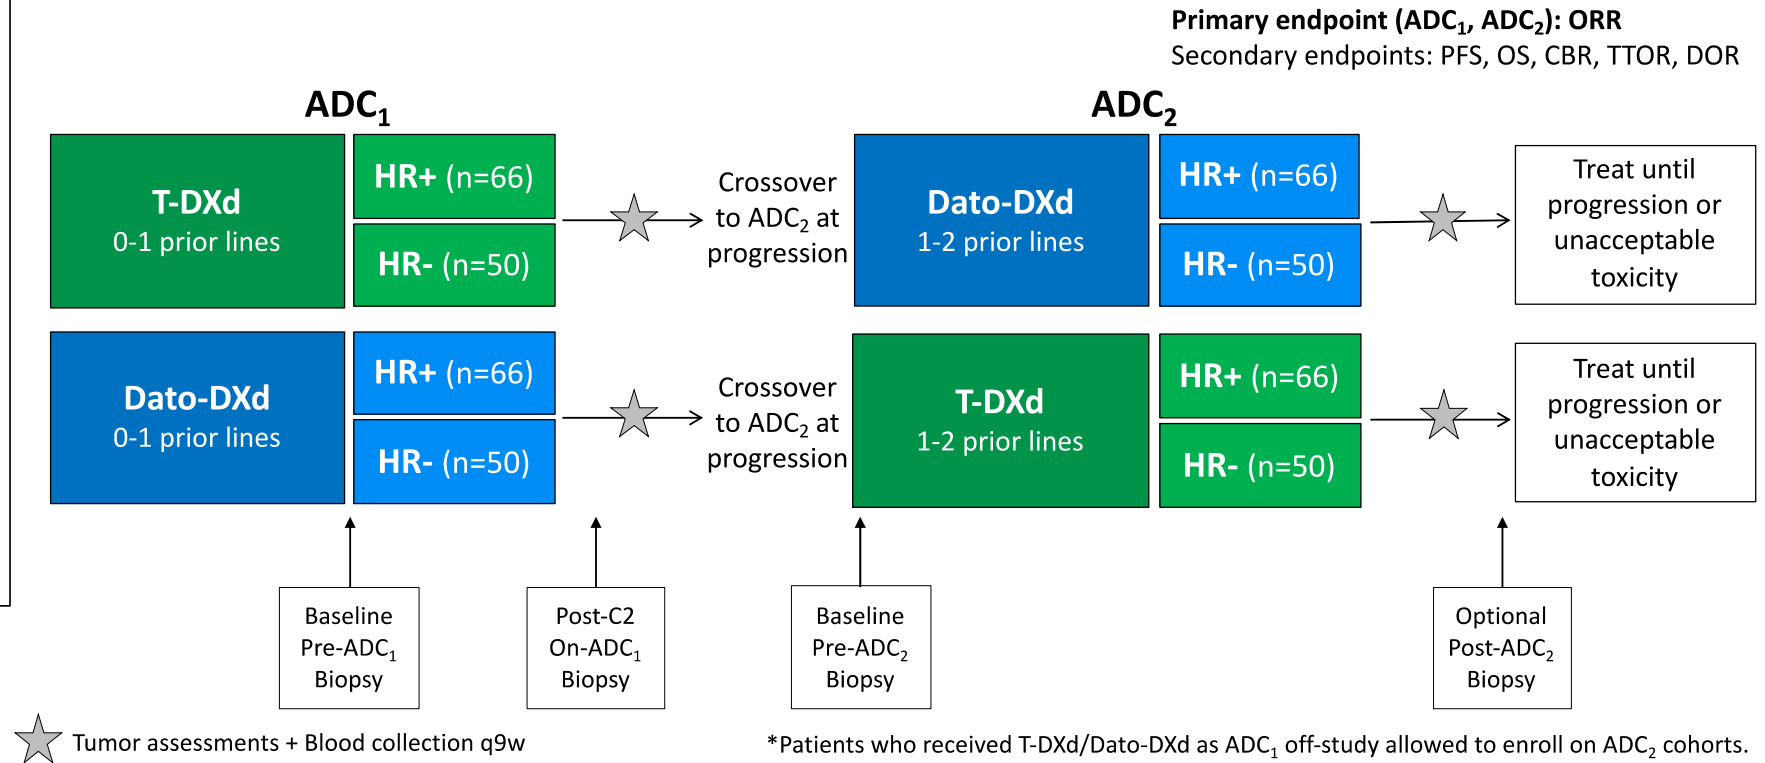 Primary endpoint (ADC₁, ADC₂): ORR
Secondary endpoints: PFS, OS, CBR, TTOR, DOR
ADC₁
ADC₂
T-DXd
0-1 prior lines
HR+ (n=66)
HR- (n=50)
Crossover
to ADC₂ at
progression
Dato-DXd
1-2 prior lines
HR+ (n=66)
HR- (n=50)
Treat until
progression or
unacceptable
toxicity
Dato-DXd
0-1 prior lines
HR+ (n=66)
HR- (n=50)
Crossover
to ADC₂ at
progression
T-DXd
1-2 prior lines
HR+ (n=66)
HR- (n=50)
Treat until
progression or
unacceptable
toxicity
Baseline
Pre-ADC₁
Biopsy
Post-C2
On-ADC₁
Biopsy
Baseline
Pre-ADC₂
Biopsy
Optional
Post-ADC₂
Biopsy
Tumor assessments + Blood collection q9w
*Patients who received T-DXd/Dato-DXd as ADC₁ off-study allowed to enroll on ADC₂ cohorts.